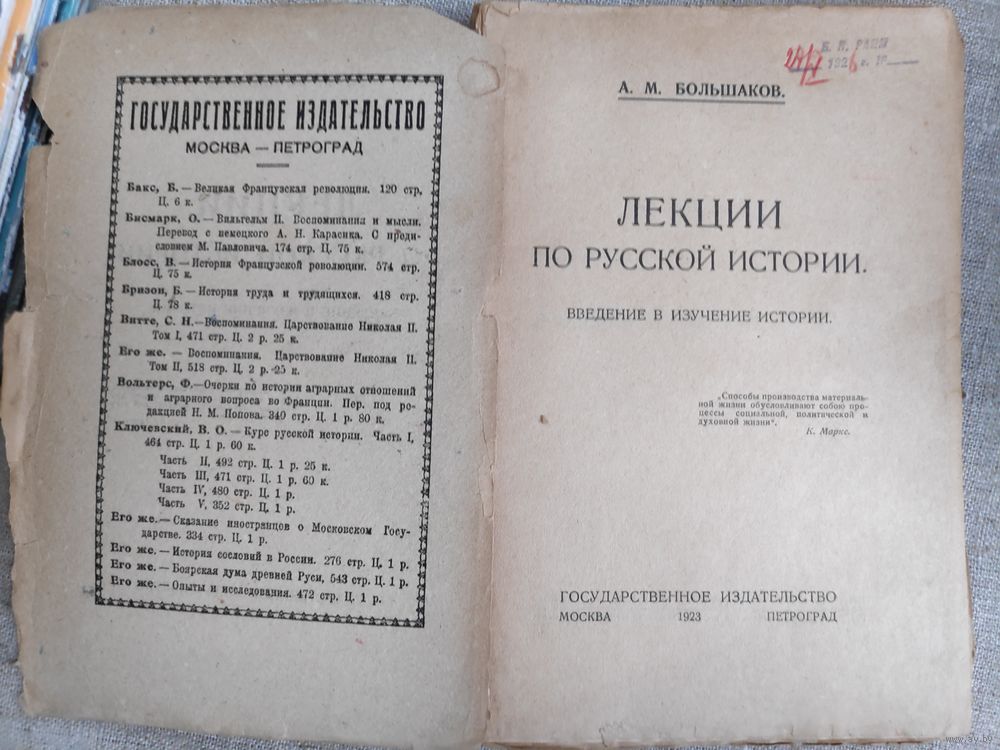 ГОСУДАРСТВЕННОЕ ИЗДАТЕЛЬСТВО
МОСКВА — ПЕТРОГРАД
Бакс, Б. — Великая Французская революция. 120 стр,
Ц. 6 к.
Бисмарк, О. — Вильгельм II. Воспоминания и мысли.
Перевод с немецкого А. Н. Карасика. С преди-
словием М. Павловича. 174 стр. Ц. 75 к.
Блосс, В. — История Французской революции. 574 стр.
Ц. 75 к.
Бризон, Б. — История труда и трудящихся. 418 стр.
Ц. 78 к.
Витте, С. Н.—Воспоминания. Царствование Николая II.
Том I, 471 стр. Ц. 2 р. 25 к.
Его же. — Воспоминания. Царствование Николая II.
Том II, 518 стр. Ц. 2 р. 25 к.
Вольтерс, Ф.—Очерки по истории аграрных отношений
и аграрного вопроса во Франции. Пер. под ре-
дакцией Н. М. Попова. 340 стр. Ц. 1 р. 80 к.
Ключевский, В. О. — Курс русской истории. Часть I,
464 стр. Ц. 1 р. 60 к.
Часть II, 492 стр. Ц. 1 р. 25 к.
Часть III, 471 стр. Ц. 1 р. 60 к.
Часть IV, 480 стр. Ц. 1 р.
Часть V, 352 стр. Ц. 1 р.
Его же.—Сказание иностранцев о Московском Госу-
дарстве. 334 стр. Ц. 1 р.
Его же. — История сословий в России. 276 стр. Ц. 1 р.
Его же. — Боярская дума древней Руси, 543 стр. Ц. 1 р.
Его же. — Опыты и исследования. 472 стр. Ц. 1 р.
1926 г. №
А. М. БОЛЬШАКОВ.
ЛЕКЦИИ
ПО РУССКОЙ ИСТОРИИ.
ВВЕДЕНИЕ В ИЗУЧЕНИЕ ИСТОРИИ.
„Способы производства материаль-
ной жизни обусловливают собою про-
цессы социальной, политической и
духовной жизни“.
К. Маркс.
ГОСУДАРСТВЕННОЕ ИЗДАТЕЛЬСТВО
МОСКВА 1923 ПЕТРОГРАД
www.ay.by